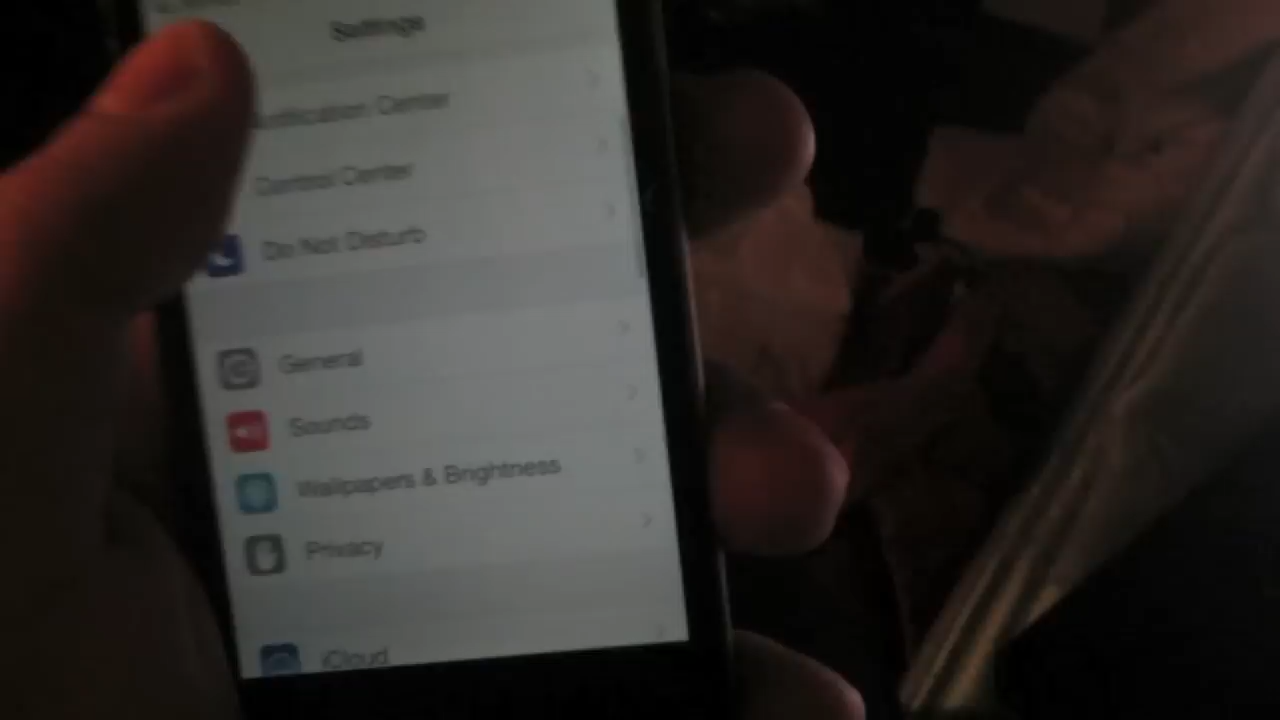 Settings
Notification Center
Control Center
Do Not Disturb
General
Sounds
Wallpapers & Brightness
Privacy
iCloud